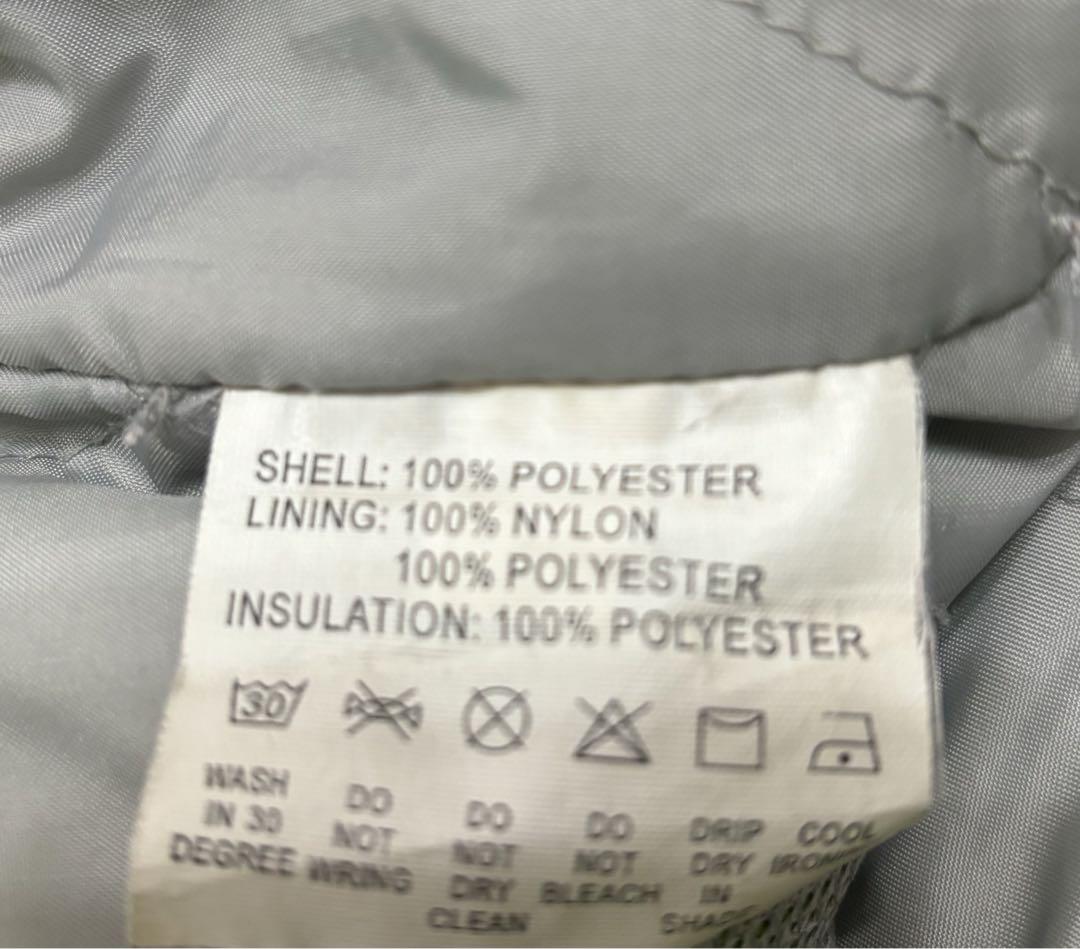 SHELL: 100% POLYESTER
LINING: 100% NYLON
100% POLYESTER
INSULATION: 100% POLYESTER
30
WASH
IN 30
DEGREE
DO
NOT
WRING
DO
NOT
DRY
CLEAN
DO
NOT
BLEACH
DRIP
DRY
IN
COOL